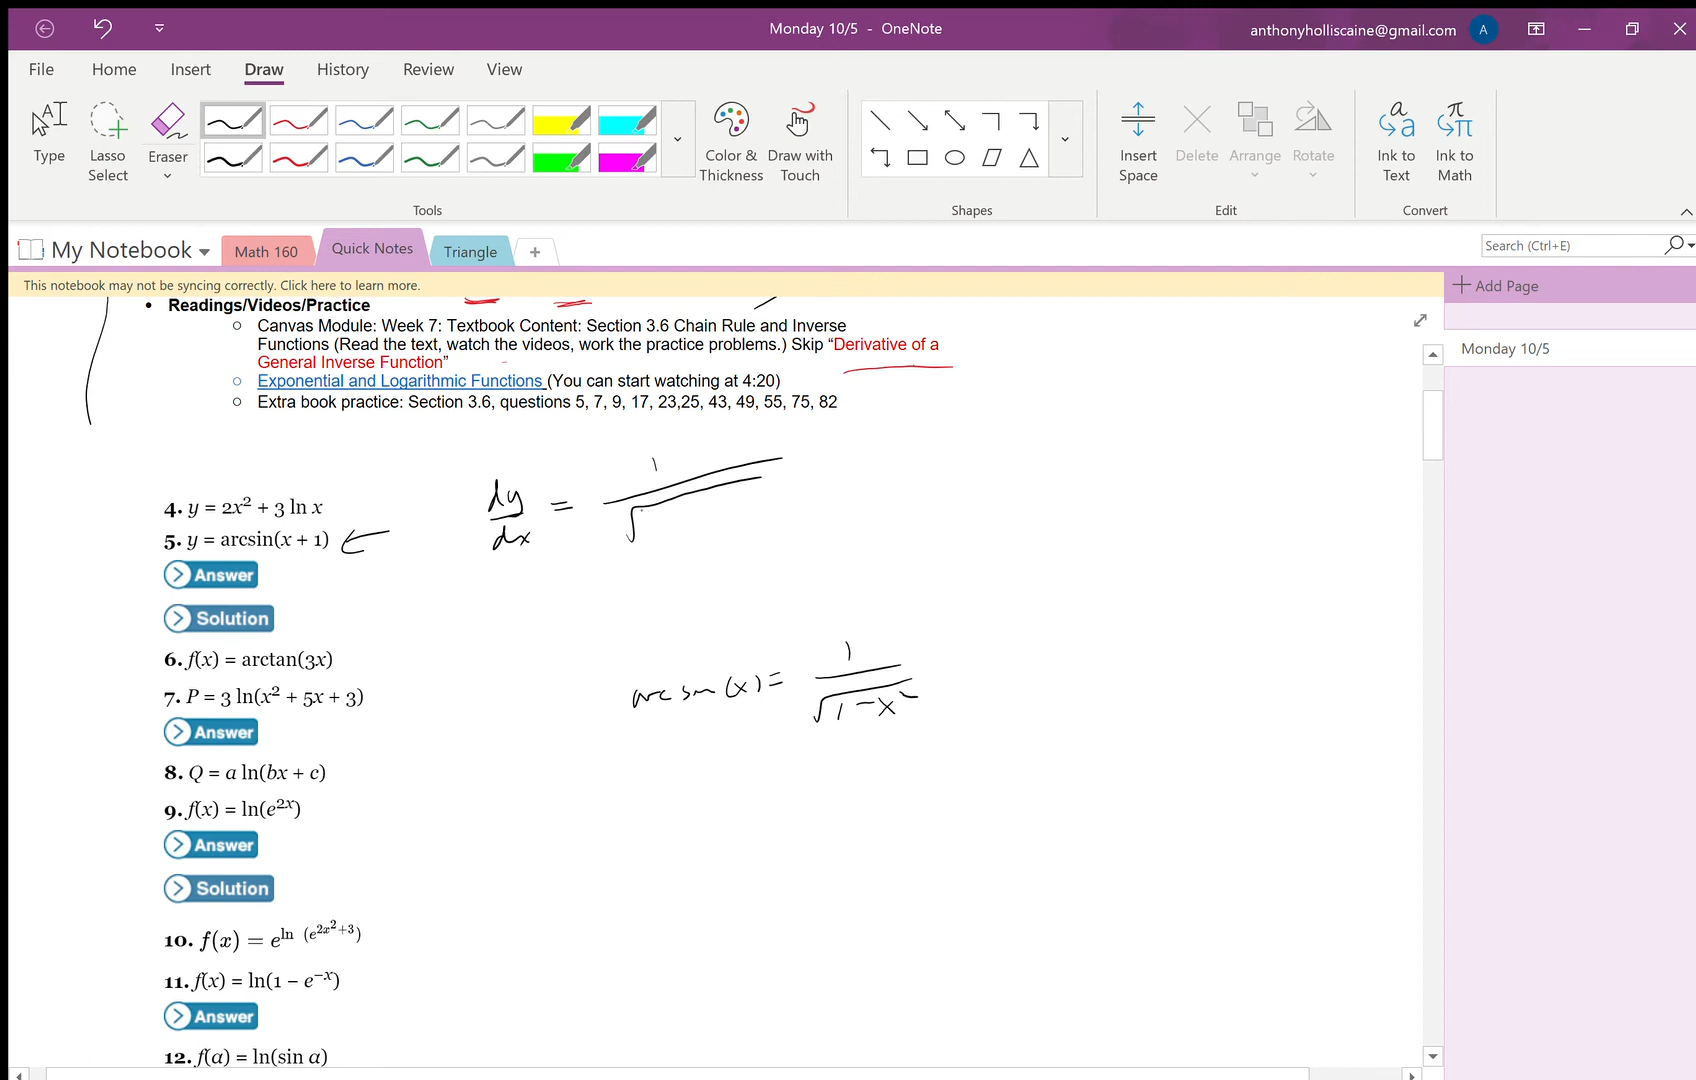 Monday 10/5 - OneNote
anthonyholliscaine@gmail.com A
File Home Insert Draw History Review View
Type
Lasso Select
Eraser
Color & Thickness
Draw with Touch
Insert Space
Delete
Arrange
Rotate
Ink to Text
Ink to Math
Tools Shapes Edit Convert
My Notebook Math 160 Quick Notes Triangle +
Search (Ctrl+E)
This notebook may not be syncing correctly. Click here to learn more.
Add Page
Monday 10/5
• Readings/Videos/Practice
○ Canvas Module: Week 7: Textbook Content: Section 3.6 Chain Rule and Inverse
Functions (Read the text, watch the videos, work the practice problems.) Skip “Derivative of a
General Inverse Function”
○ Exponential and Logarithmic Functions (You can start watching at 4:20)
○ Extra book practice: Section 3.6, questions 5, 7, 9, 17, 23,25, 43, 49, 55, 75, 82
4. y = 2x² + 3 ln x
dy/dx = 1/√
5. y = arcsin(x + 1)
Answer
Solution
6. f(x) = arctan(3x)
arcsin(x) = 1/√(1-x²)
7. P = 3 ln(x² + 5x + 3)
Answer
8. Q = a ln(bx + c)
9. f(x) = ln(e^2x)
Answer
Solution
10. f(x) = e^ln (e^2x²+3)
11. f(x) = ln(1 − e^−x)
Answer
12. f(α) = ln(sin α)